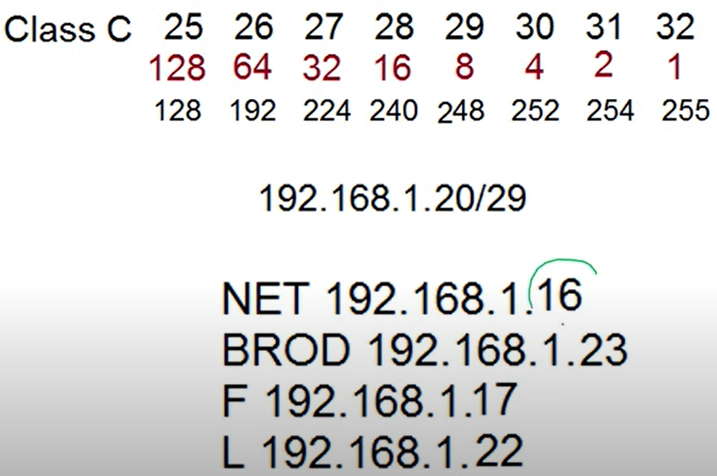 Class C 25 26 27 28 29 30 31 32
128 64 32 16 8 4 2 1
128 192 224 240 248 252 254 255
192.168.1.20/29
NET 192.168.1.16
BROD 192.168.1.23
F 192.168.1.17
L 192.168.1.22